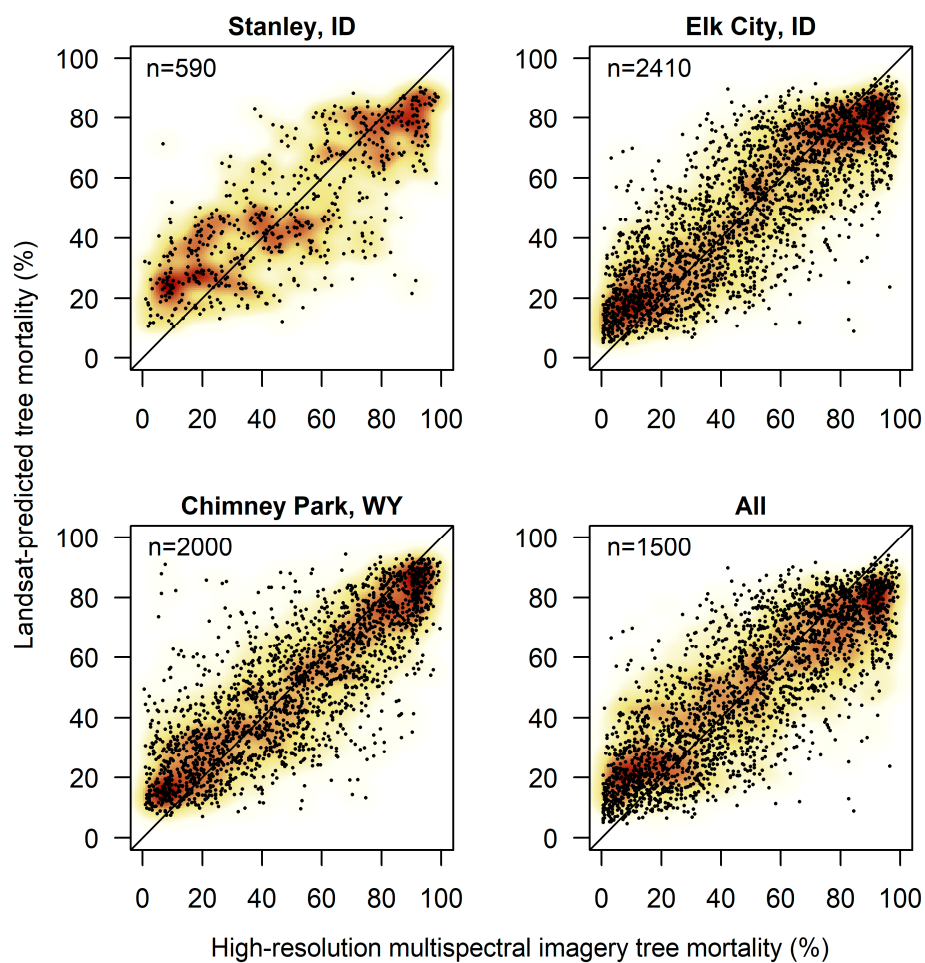 Stanley, ID
n=590
100
80
60
40
20
0
0 20 40 60 80 100
Elk City, ID
n=2410
100
80
60
40
20
0
0 20 40 60 80 100
Chimney Park, WY
n=2000
100
80
60
40
20
0
0 20 40 60 80 100
All
n=1500
100
80
60
40
20
0
0 20 40 60 80 100
Landsat-predicted tree mortality (%)
High-resolution multispectral imagery tree mortality (%)